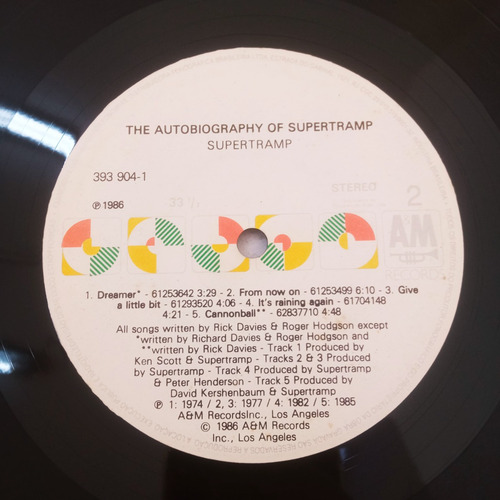 THE AUTOBIOGRAPHY OF SUPERTRAMP
SUPERTRAMP
393 904-1
33 ⅓
STEREO
2
℗ 1986
AM
RECORDS
1. Dreamer* - 61253642 3:29 - 2. From now on - 61253499 6:10 - 3. Give
a little bit - 61293520 4:06 - 4. It's raining again - 61704148
4:21 - 5. Cannonball** - 62837710 4:48
All songs written by Rick Davies & Roger Hodgson except
*written by Richard Davies & Roger Hodgson and
**written by Rick Davies - Track 1 Produced by
Ken Scott & Supertramp - Tracks 2 & 3 Produced by
Supertramp - Track 4 Produced by Supertramp
& Peter Henderson - Track 5 Produced by
David Kershenbaum & Supertramp
℗ 1: 1974 / 2, 3: 1977 / 4: 1982 / 5: 1985
A&M RecordsInc., Los Angeles
© 1986 A&M Records
Inc., Los Angeles